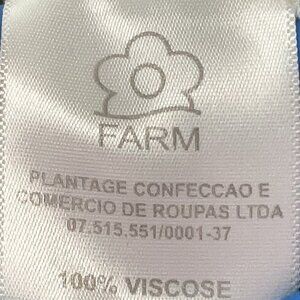 FARM
PLANTAGE CONFECCAO E
COMERCIO DE ROUPAS LTDA
07.515.551/0001-37
100% VISCOSE